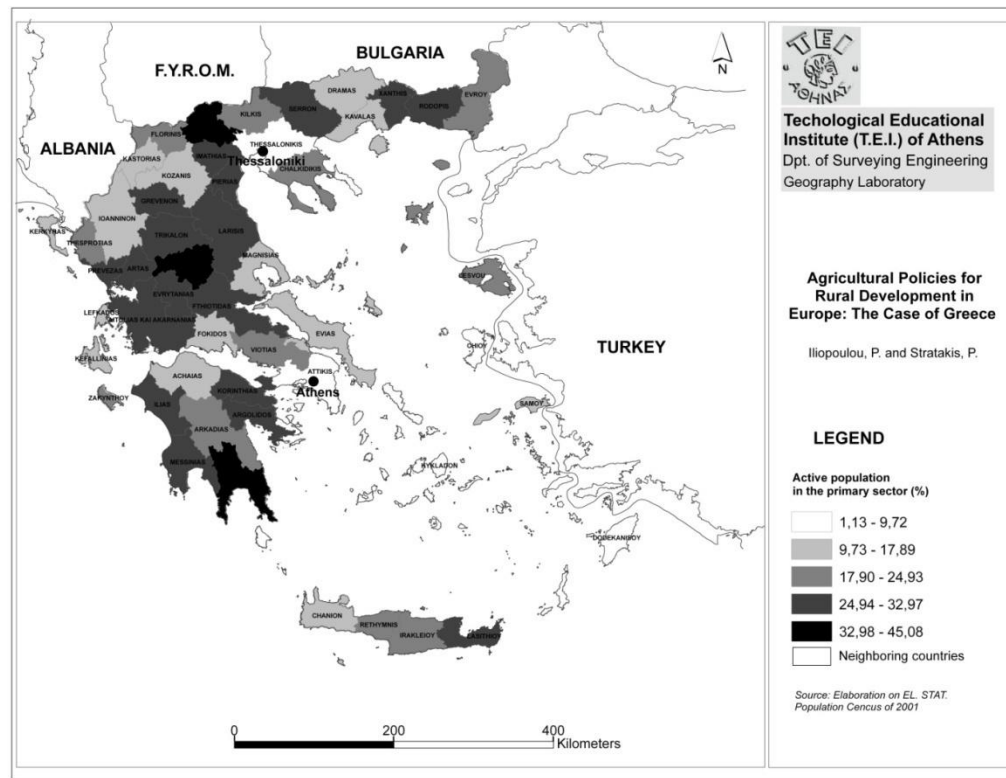 BULGARIA
F.Y.R.O.M.
ALBANIA
TURKEY
N
DRAMAS
XANTHIS
EVROY
SERRON
RODOPIS
KILKIS
KAVALAS
FLORINIS
THESSALONIKIS
Thessaloniki
IMATHIAS
KASTORIAS
CHALKIDIKIS
KOZANIS
PIERIAS
GREVENON
IOANNINON
KERKYRAS
TRIKALON
LARISIS
THESPROTIAS
MAGNISIAS
PREVEZAS
ARTAS
LESVOU
EVRYTANIAS
FTHIOTIDAS
LEFKADOS
AITOLIAS KAI AKARNANIAS
FOKIDOS
EVIAS
CHIOY
KEFALLINIAS
VIOTIAS
ATTIKIS
Athens
ACHAIAS
KORINTHIAS
ZAKYNTHOY
ILIAS
ARGOLIDOS
SAMOY
ARKADIAS
MESSINIAS
KYKLADON
DODEKANISOY
CHANION
RETHYMNIS
IRAKLEIOY
LASITHIOY
0
200
400
Kilometers
TEI
ΑΘΗΝΑΣ
Techological Educational
Institute (T.E.I.) of Athens
Dpt. of Surveying Engineering
Geography Laboratory
Agricultural Policies for
Rural Development in
Europe: The Case of Greece
Iliopoulou, P. and Stratakis, P.
LEGEND
Active population
in the primary sector (%)
1,13 - 9,72
9,73 - 17,89
17,90 - 24,93
24,94 - 32,97
32,98 - 45,08
Neighboring countries
Source: Elaboration on EL. STAT.
Population Cencus of 2001